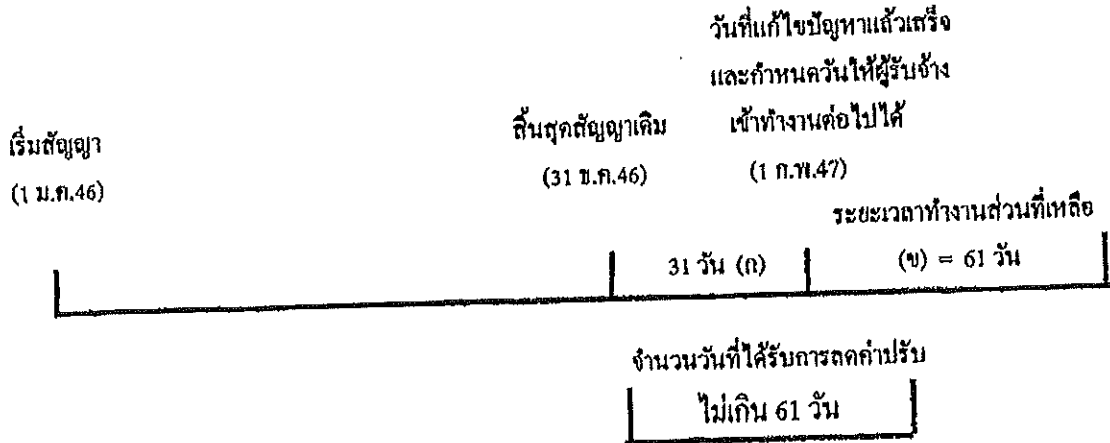 วันที่แก้ไขปัญหาแล้วเสร็จ
และกำหนดวันให้ผู้รับจ้าง
เริ่มสัญญา
สิ้นสุดสัญญาเดิม
เข้าทำงานต่อไปได้
(1 ม.ค.46)
(31 ธ.ค.46)
(1 ก.พ.47)
ระยะเวลาทำงานส่วนที่เหลือ
31 วัน (ก)
(ข) = 61 วัน
จำนวนวันที่ได้รับการลดค่าปรับ
ไม่เกิน 61 วัน